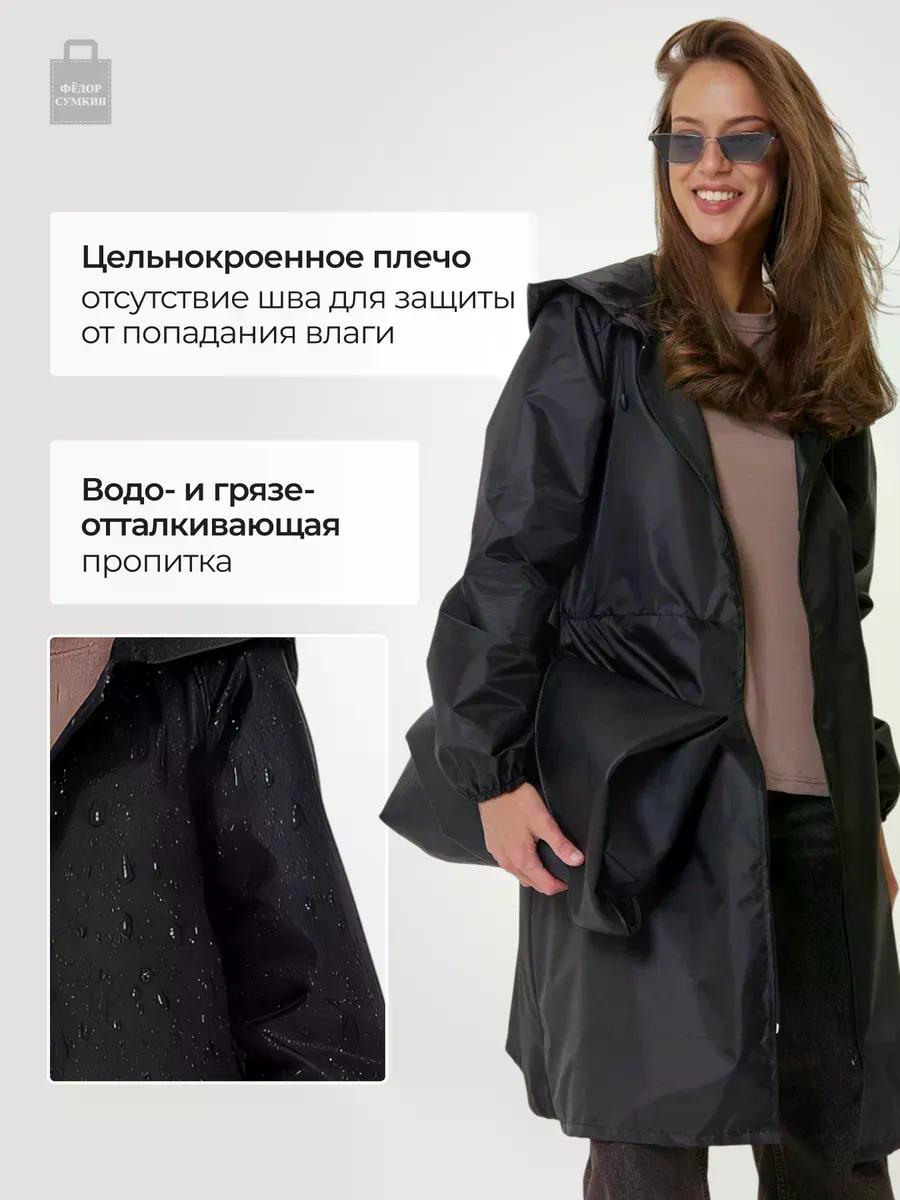 ФЁДОР
СУМКИН
Цельнокроенное плечо
отсутствие шва для защиты
от попадания влаги
Водо- и грязе-
отталкивающая
пропитка